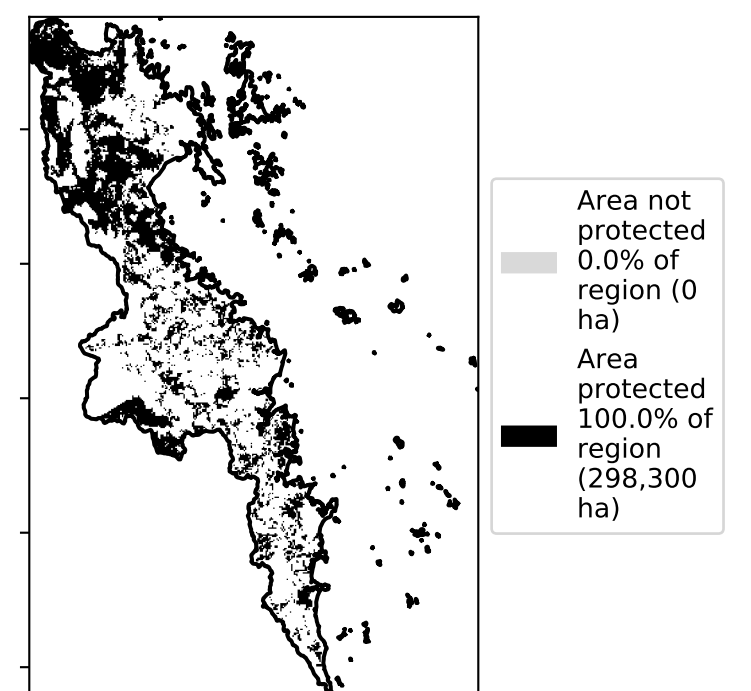 Area not
protected
0.0% of
region (0
ha)
Area
protected
100.0% of
region
(298,300
ha)